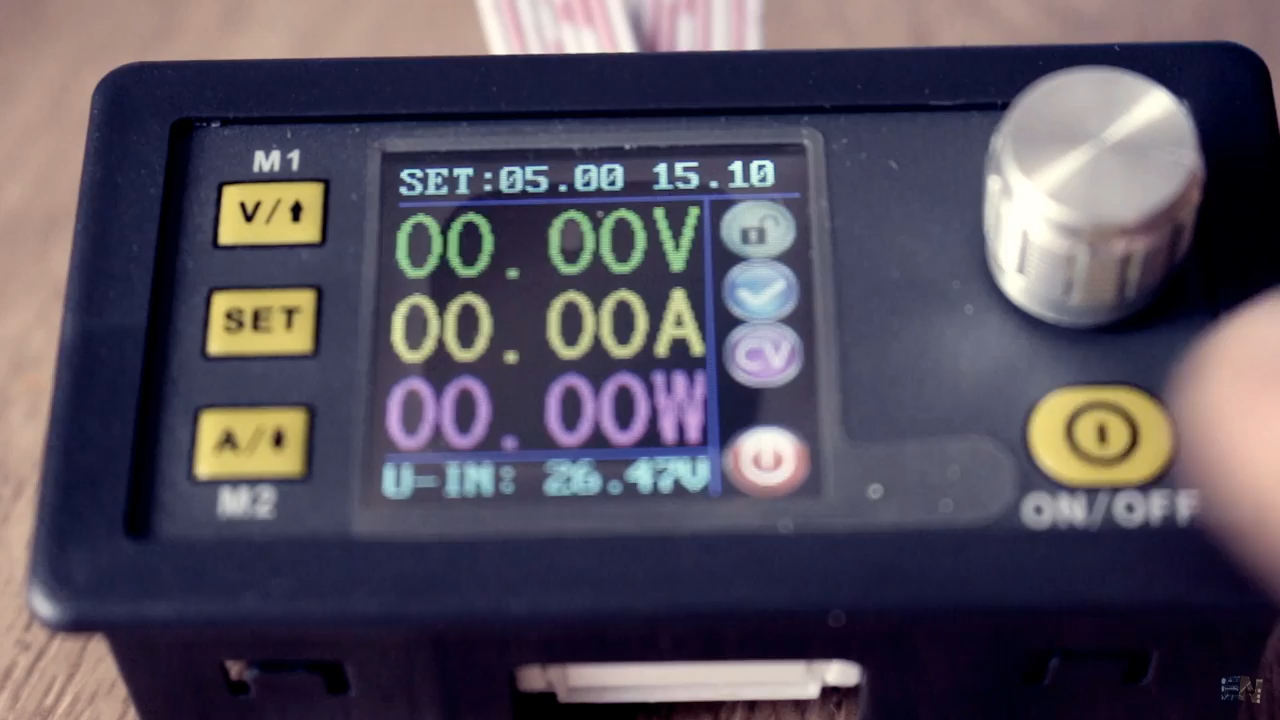 M1
V/⬆
SET
A/⬇
M2
SET:05.00 15.10
00.00V
00.00A
00.00W
U-IN: 26.47V
CV
ON/OFF